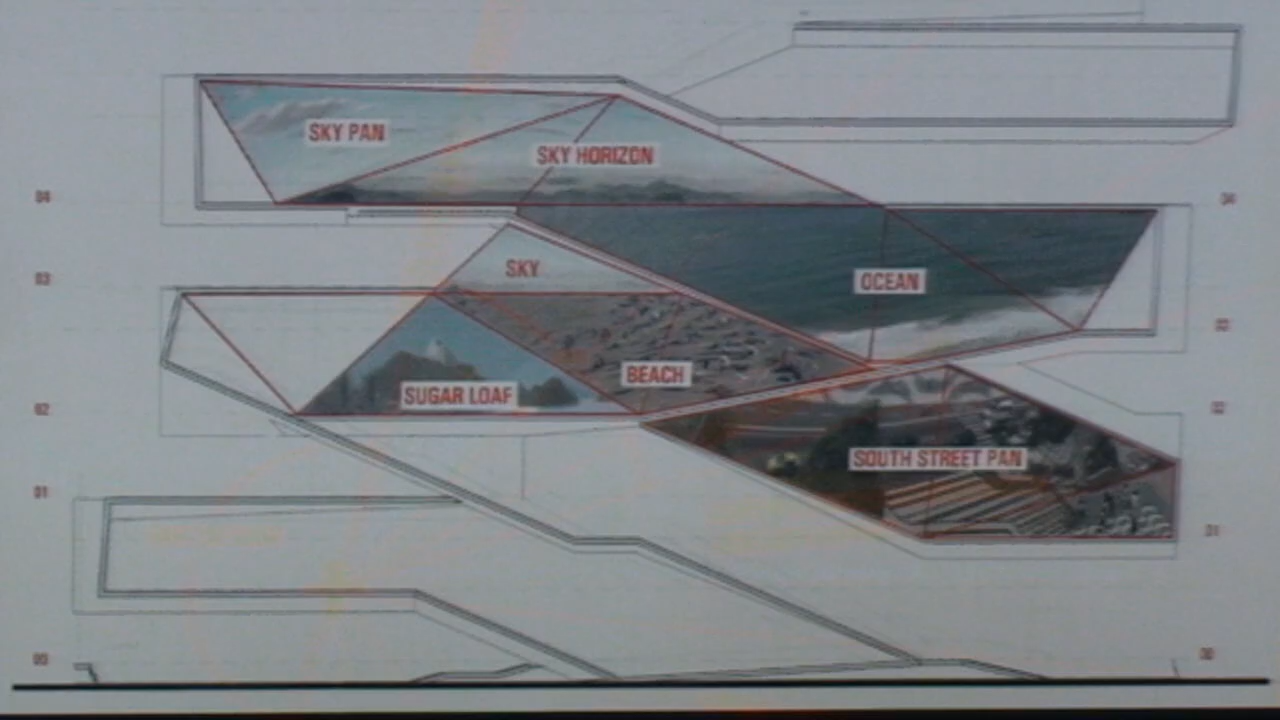 SKY PAN
SKY HORIZON
04
04
SKY
03
OCEAN
03
BEACH
SUGAR LOAF
02
02
SOUTH STREET PAN
01
01
00
00